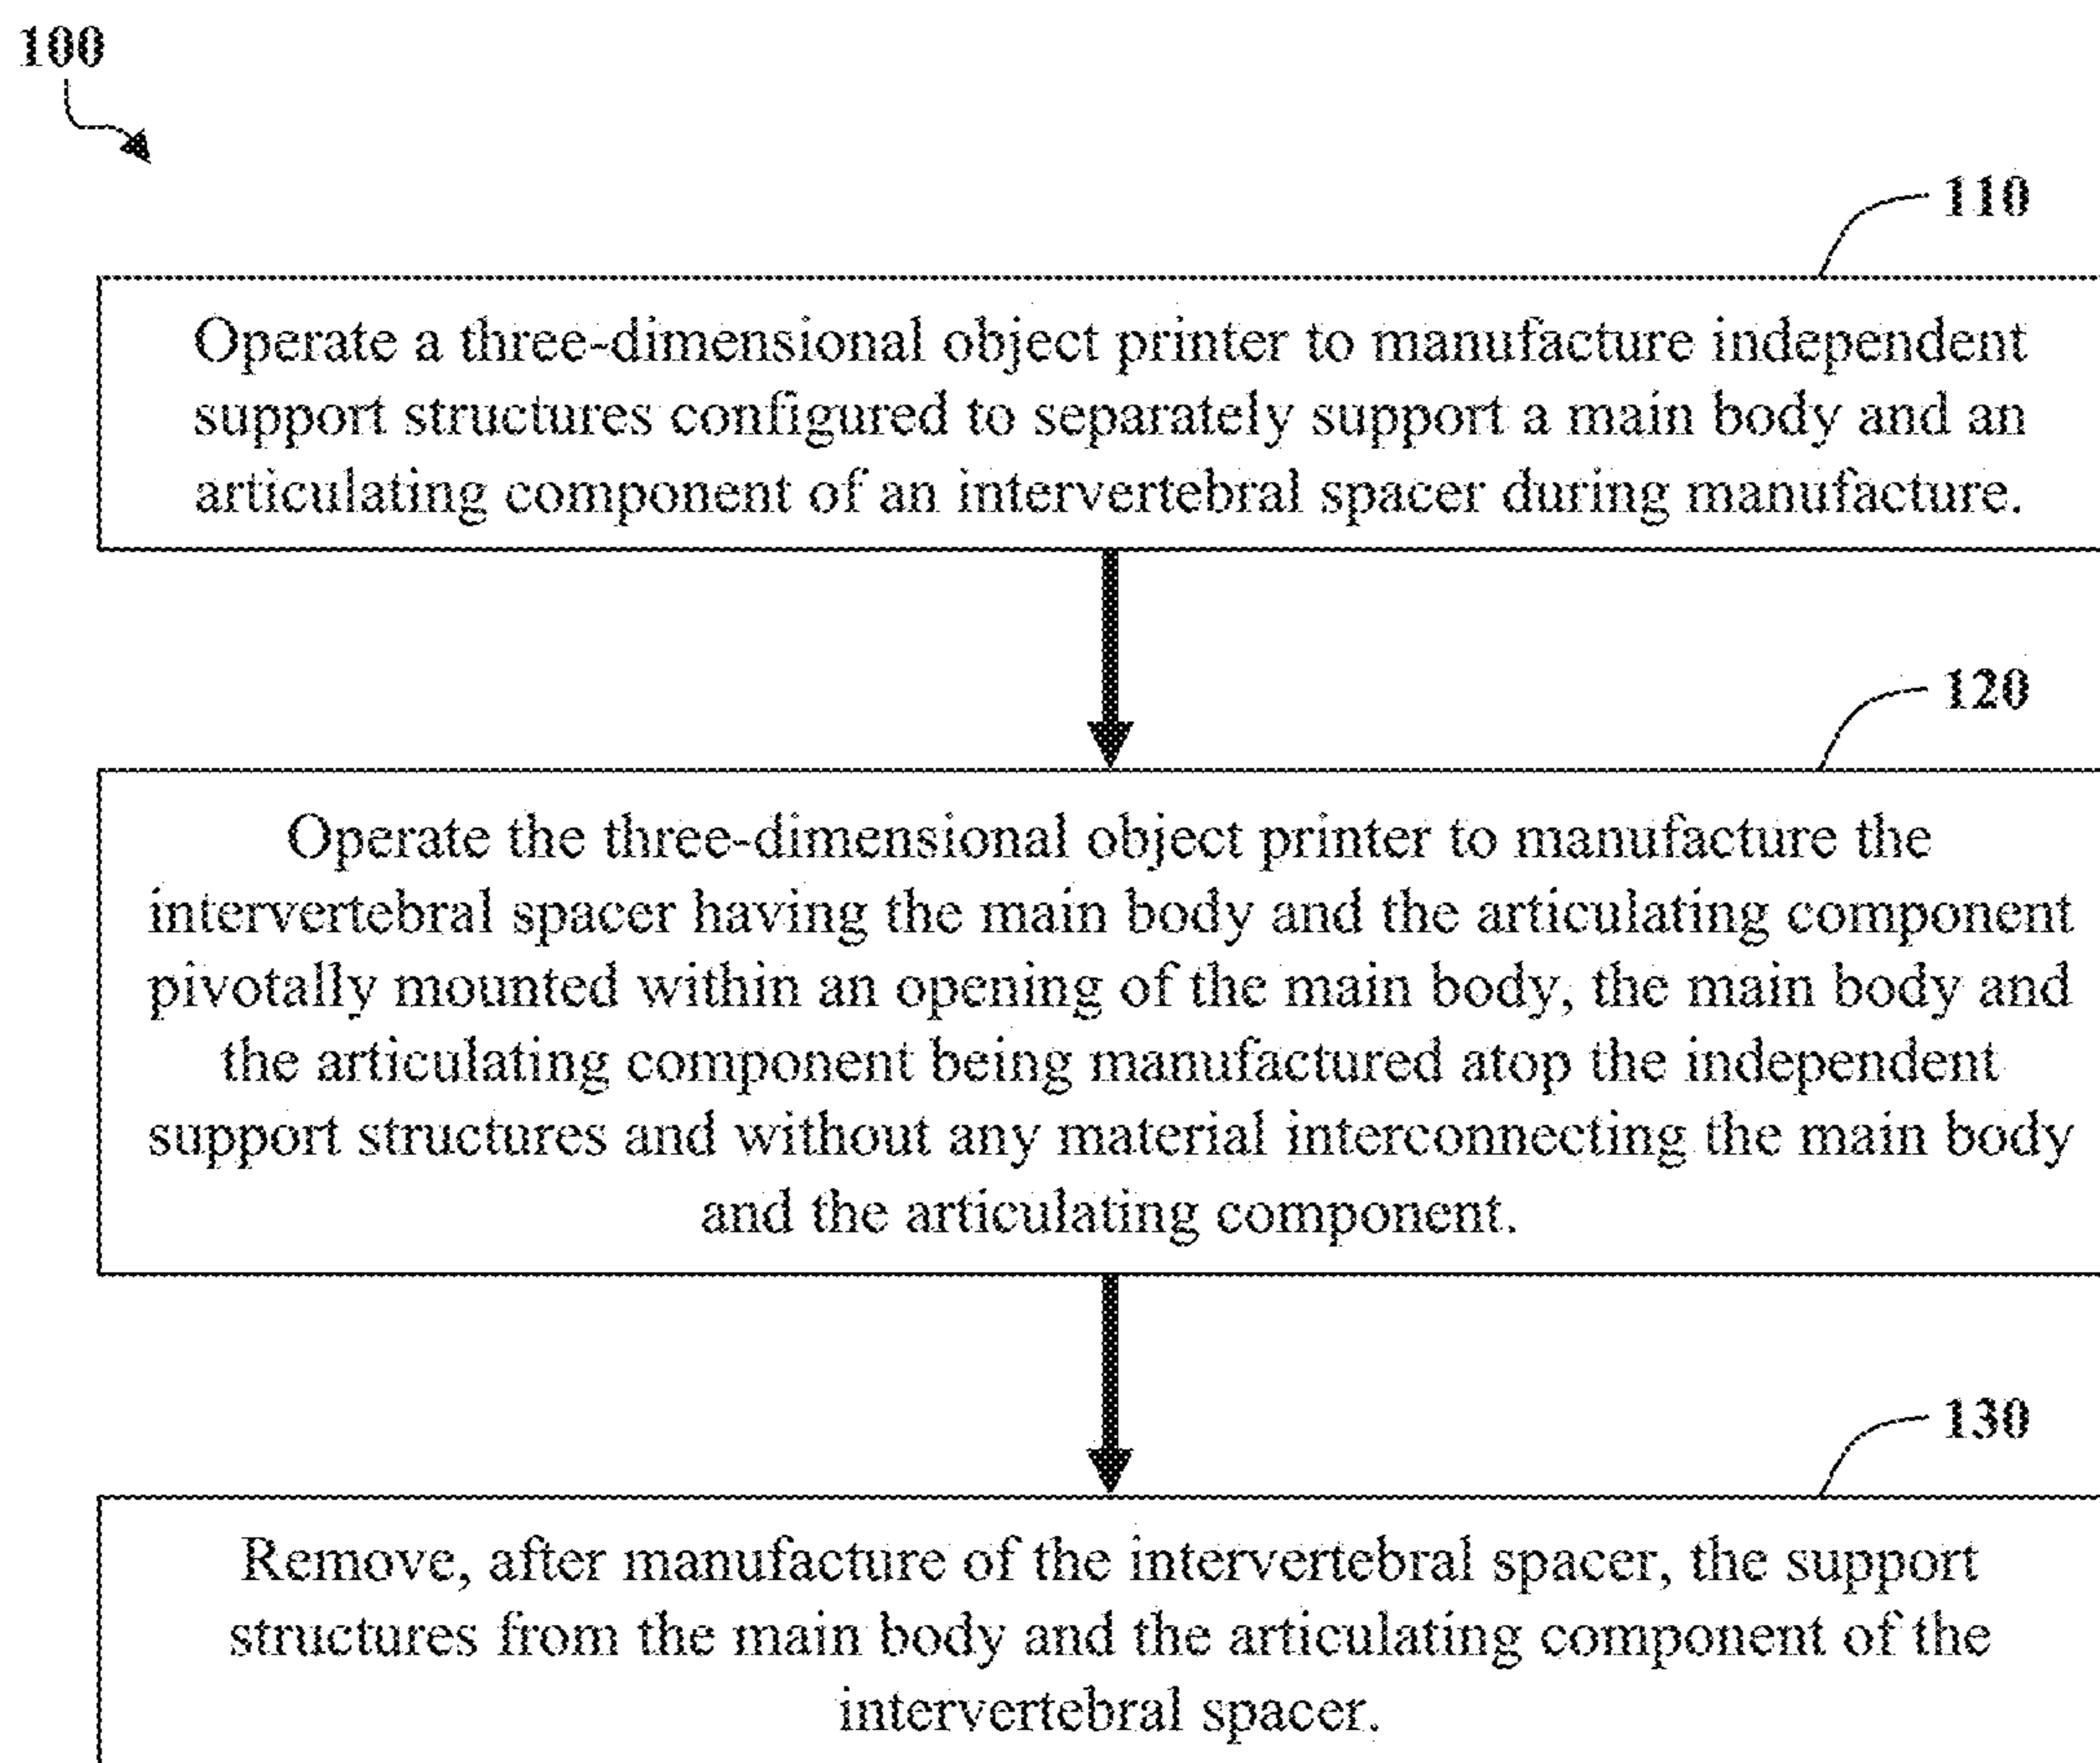 100
110
Operate a three-dimensional object printer to manufacture independent
support structures configured to separately support a main body and an
articulating component of an intervertebral spacer during manufacture.
120
Operate the three-dimensional object printer to manufacture the
intervertebral spacer having the main body and the articulating component
pivotally mounted within an opening of the main body, the main body and
the articulating component being manufactured atop the independent
support structures and without any material interconnecting the main body
and the articulating component.
130
Remove, after manufacture of the intervertebral spacer, the support
structures from the main body and the articulating component of the
intervertebral spacer.